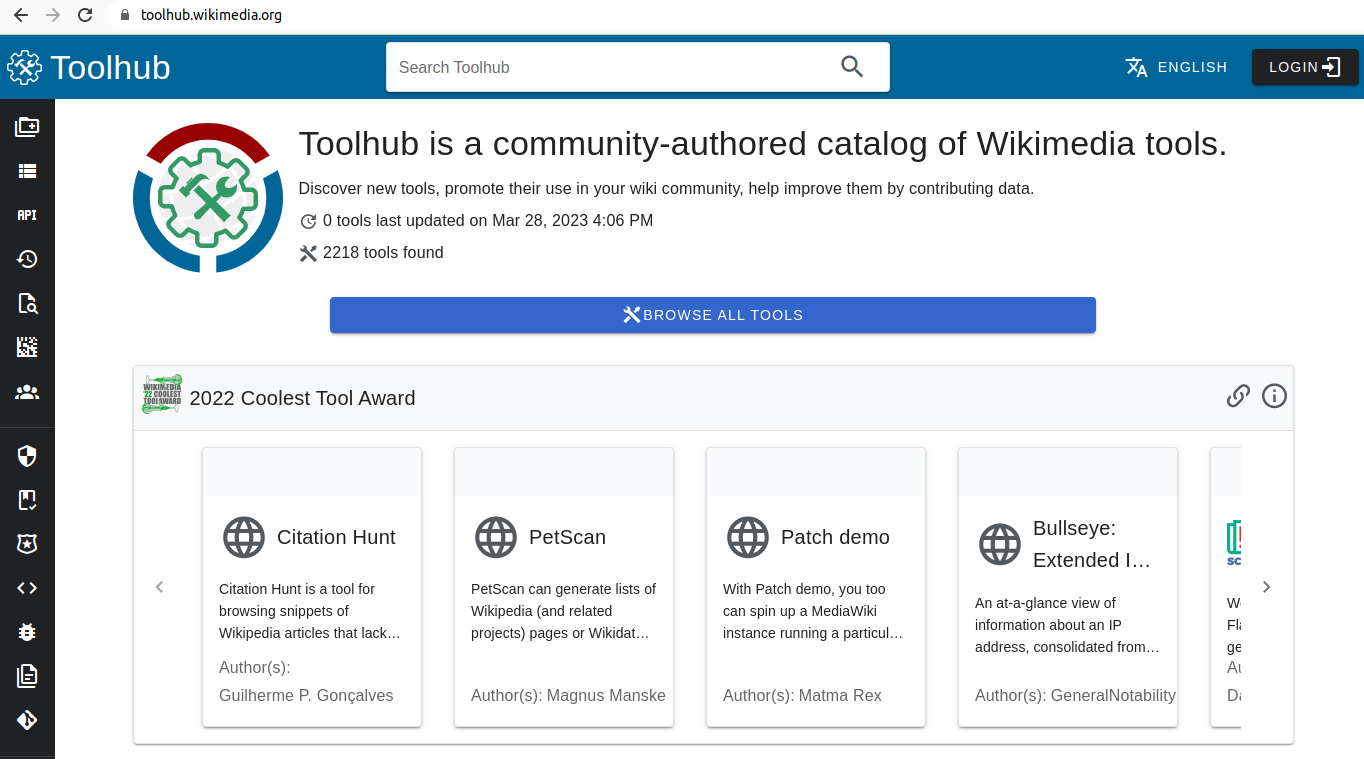 toolhub.wikimedia.org
Toolhub
Search Toolhub
ENGLISH
LOGIN
API
Toolhub is a community-authored catalog of Wikimedia tools.
Discover new tools, promote their use in your wiki community, help improve them by contributing data.
0 tools last updated on Mar 28, 2023 4:06 PM
2218 tools found
BROWSE ALL TOOLS
WIKIMEDIA
'22 COOLEST
TOOL AWARD
2022 Coolest Tool Award
Citation Hunt
Citation Hunt is a tool for
browsing snippets of
Wikipedia articles that lack…
Author(s):
Guilherme P. Gonçalves
PetScan
PetScan can generate lists of
Wikipedia (and related
projects) pages or Wikidat…
Author(s): Magnus Manske
Patch demo
With Patch demo, you too
can spin up a MediaWiki
instance running a particul…
Author(s): Matma Rex
Bullseye:
Extended I…
An at-a-glance view of
information about an IP
address, consolidated from…
Author(s): GeneralNotability